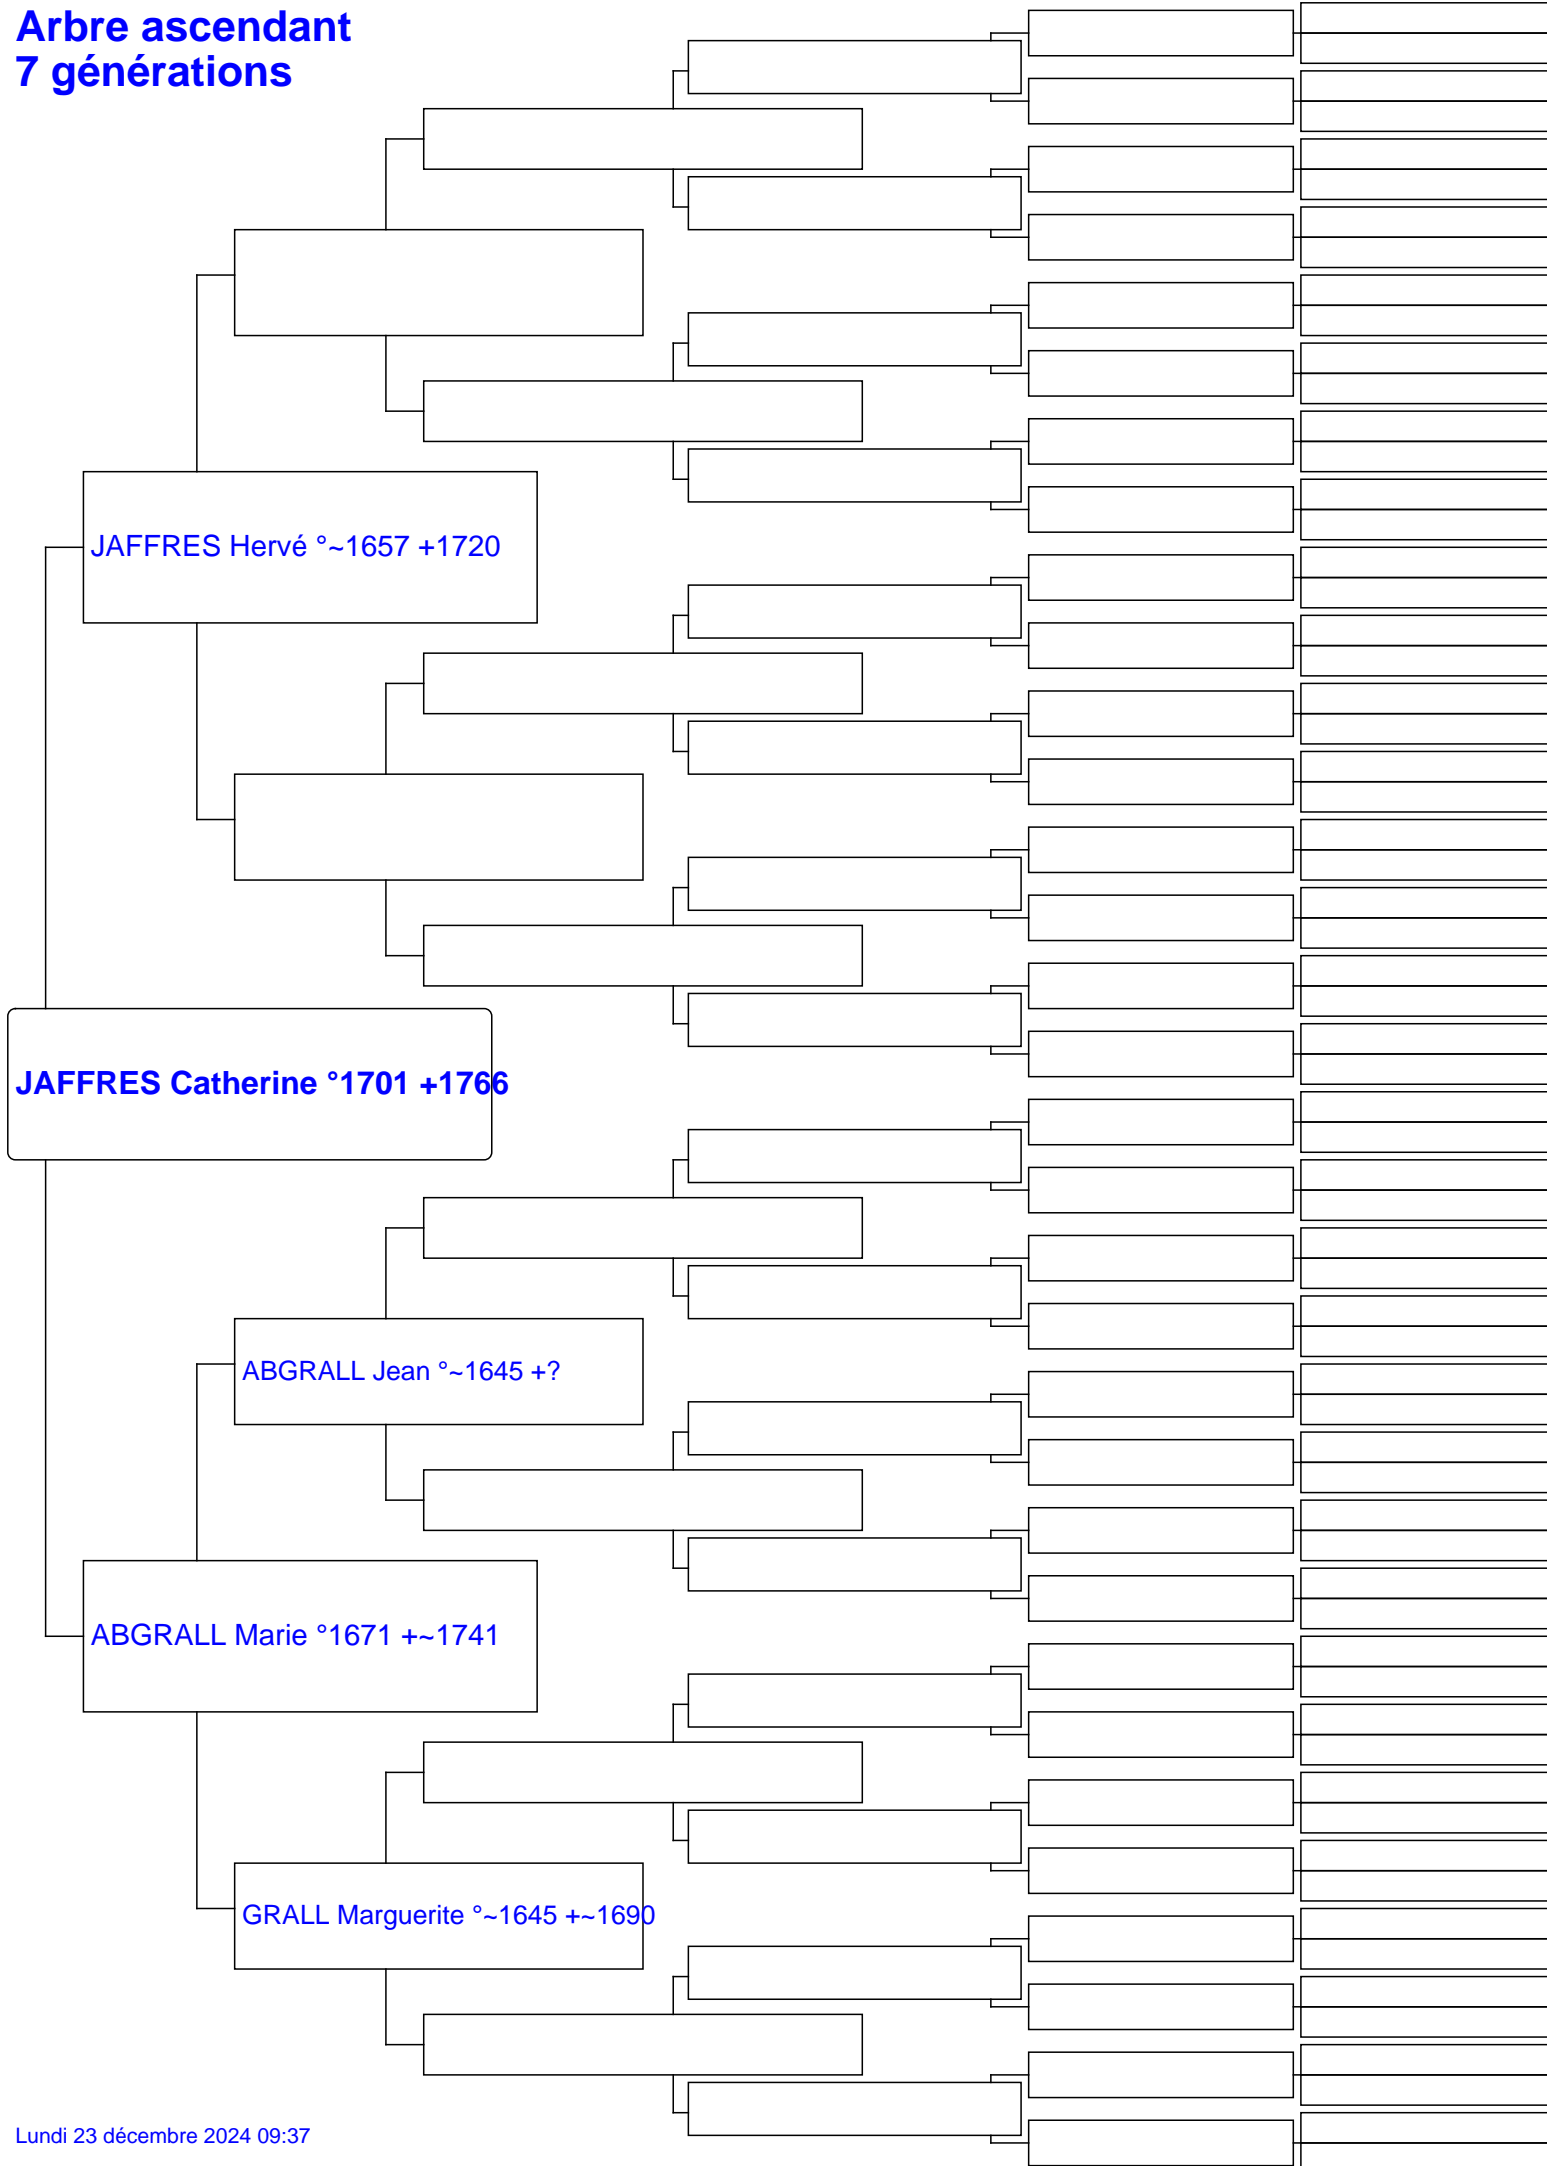 Arbre ascendant
7 générations
JAFFRES Hervé °~1657 +1720
JAFFRES Catherine °1701 +1766
ABGRALL Jean °~1645 +?
ABGRALL Marie °1671 +~1741
GRALL Marguerite °~1645 +~1690
Lundi 23 décembre 2024 09:37